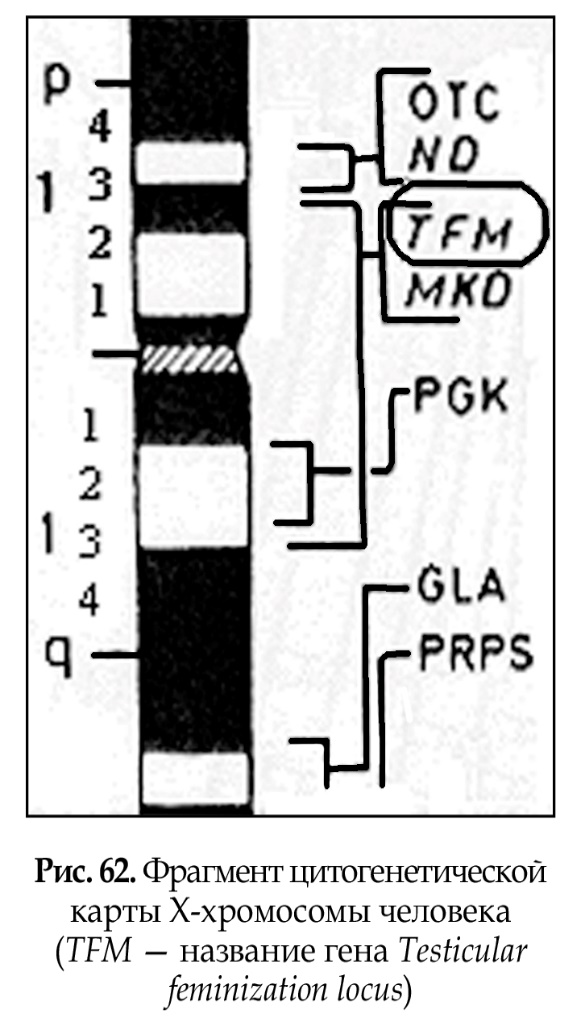 p
4
1 3
2
1
1
2
1 3
4
q
OTC
ND
TFM
MKD
PGK
GLA
PRPS
Рис. 62. Фрагмент цитогенетической
карты X-хромосомы человека
(TFM — название гена Testicular
feminization locus)